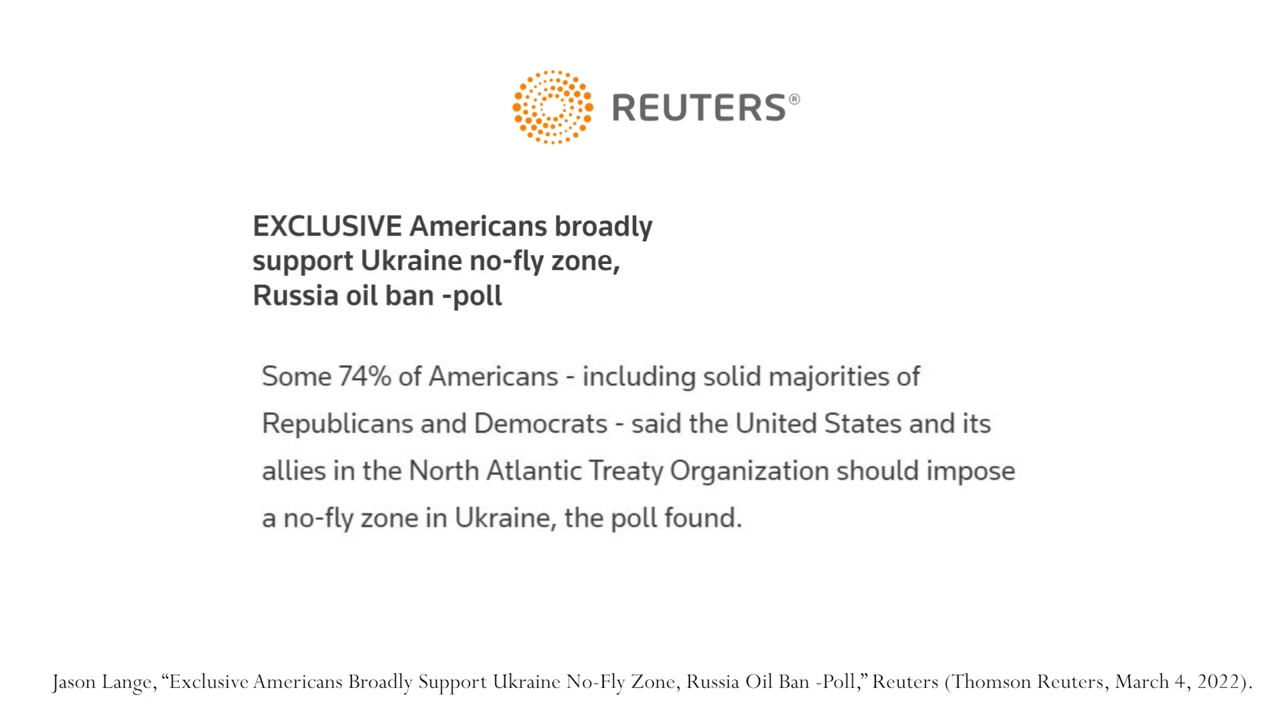 REUTERS®
EXCLUSIVE Americans broadly
support Ukraine no-fly zone,
Russia oil ban -poll
Some 74% of Americans - including solid majorities of
Republicans and Democrats - said the United States and its
allies in the North Atlantic Treaty Organization should impose
a no-fly zone in Ukraine, the poll found.
Jason Lange, “Exclusive Americans Broadly Support Ukraine No-Fly Zone, Russia Oil Ban -Poll,” Reuters (Thomson Reuters, March 4, 2022).